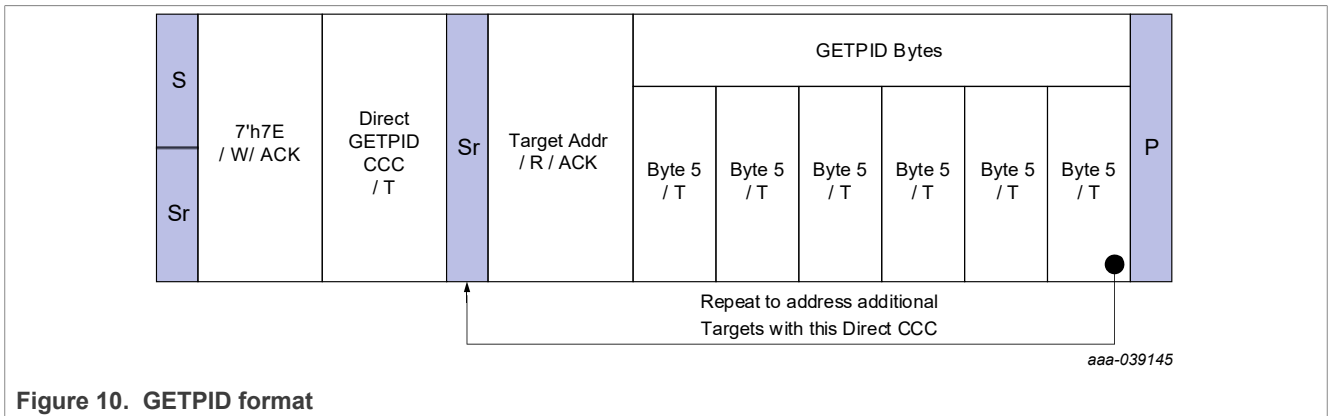 S
Sr
7'h7E
/ W/ ACK
Direct
GETPID
CCC
/ T
Sr
Target Addr
/ R / ACK
GETPID Bytes
Byte 5
/ T
Byte 5
/ T
Byte 5
/ T
Byte 5
/ T
Byte 5
/ T
Byte 5
/ T
P
Repeat to address additional
Targets with this Direct CCC
aaa-039145
Figure 10. GETPID format